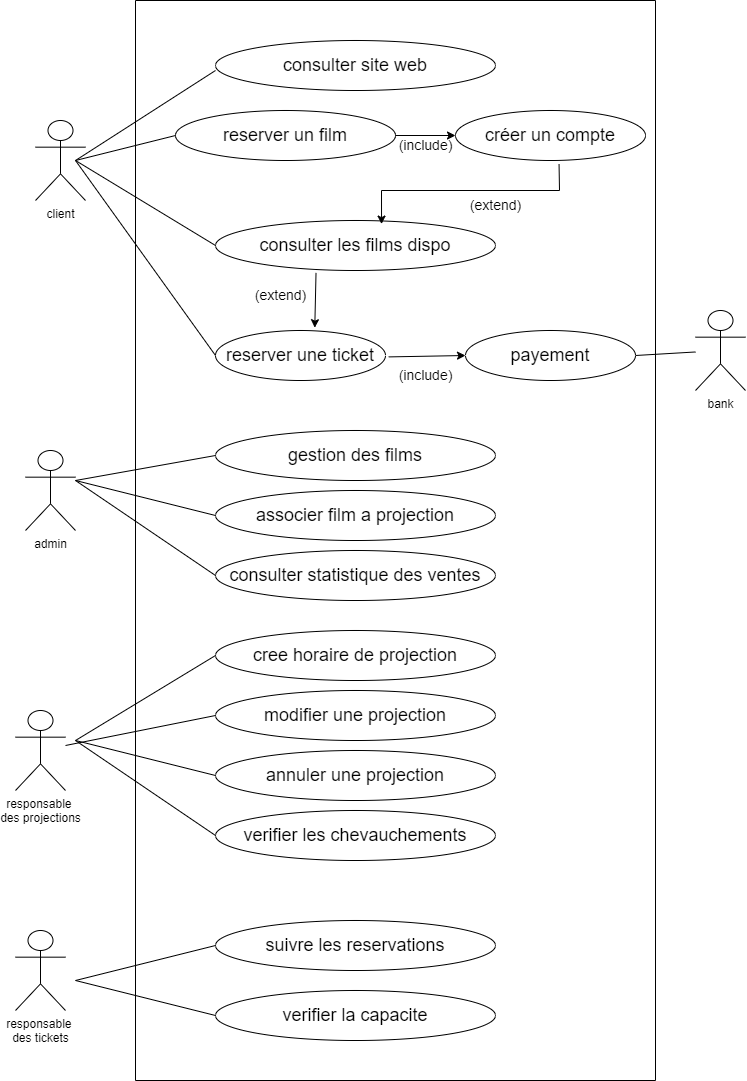 consulter site web
reserver un film
(include)
créer un compte
client
(extend)
consulter les films dispo
(extend)
reserver une ticket
(include)
payement
bank
gestion des films
associer film a projection
admin
consulter statistique des ventes
cree horaire de projection
modifier une projection
annuler une projection
responsable
des projections
verifier les chevauchements
suivre les reservations
verifier la capacite
responsable
des tickets